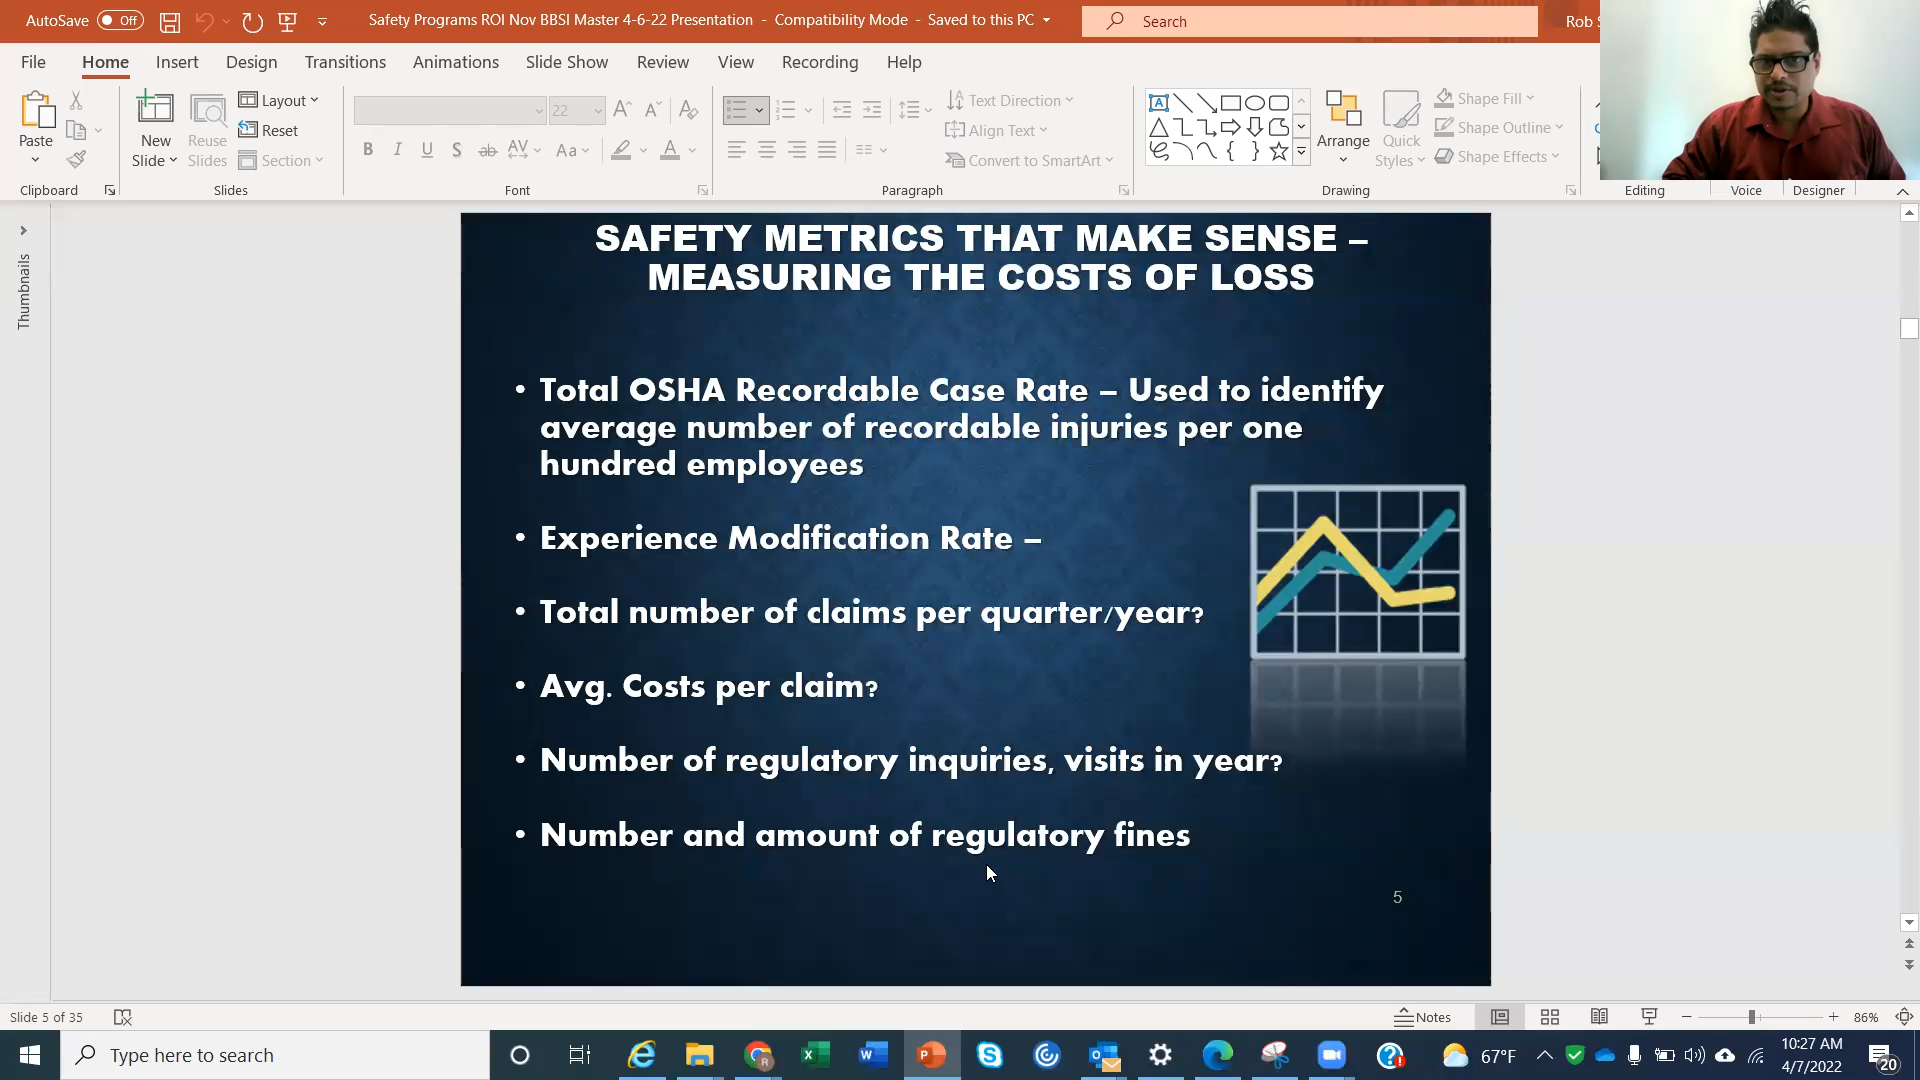 AutoSave Off Safety Programs ROI Nov BBSI Master 4-6-22 Presentation - Compatibility Mode - Saved to this PC Search Rob S
File Home Insert Design Transitions Animations Slide Show Review View Recording Help
Paste
New Slide
Reuse Slides
Layout
Reset
Section
22
B I U S ab AV Aa A
Text Direction
Align Text
Convert to SmartArt
Arrange
Quick Styles
Shape Fill
Shape Outline
Shape Effects
Clipboard Slides Font Paragraph Drawing Editing Voice Designer
Thumbnails
SAFETY METRICS THAT MAKE SENSE –
MEASURING THE COSTS OF LOSS
• Total OSHA Recordable Case Rate – Used to identify
average number of recordable injuries per one
hundred employees
• Experience Modification Rate –
• Total number of claims per quarter/year?
• Avg. Costs per claim?
• Number of regulatory inquiries, visits in year?
• Number and amount of regulatory fines
5
Slide 5 of 35 Notes 86%
Type here to search 67°F 10:27 AM
4/7/2022 20